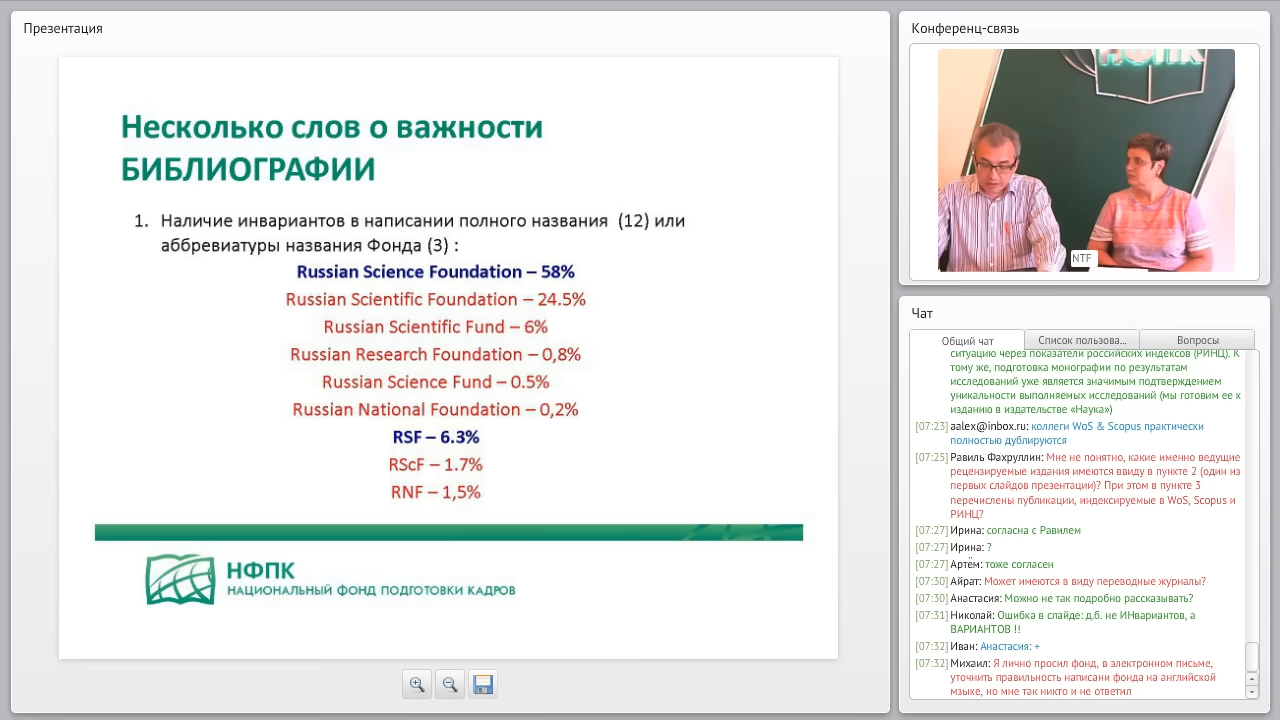 Презентация
Несколько слов о важности
БИБЛИОГРАФИИ
1. Наличие инвариантов в написании полного названия (12) или
аббревиатуры названия Фонда (3) :
Russian Science Foundation – 58%
Russian Scientific Foundation – 24.5%
Russian Scientific Fund – 6%
Russian Research Foundation – 0,8%
Russian Science Fund – 0.5%
Russian National Foundation – 0,2%
RSF – 6.3%
RScF – 1.7%
RNF – 1,5%
НФПК
НАЦИОНАЛЬНЫЙ ФОНД ПОДГОТОВКИ КАДРОВ
Конференц-связь
НФПК
NTF
Чат
Общий чат
Список пользова...
Вопросы
ситуацию через показатели российских индексов (РИНЦ). К
тому же, подготовка монографии по результатам
исследований уже является значимым подтверждением
уникальности выполняемых исследований (мы готовим ее к
изданию в издательстве «Наука»)
[07:23] aalex@inbox.ru: коллеги WoS & Scopus практически
полностью дублируются
[07:25] Равиль Фахруллин: Мне не понятно, какие именно ведущие
рецензируемые издания имеются ввиду в пункте 2 (один из
первых слайдов презентации)? При этом в пункте 3
перечислены публикации, индексируемые в WoS, Scopus и
РИНЦ?
[07:27] Ирина: согласна с Равилем
[07:27] Ирина: ?
[07:27] Артём: тоже согласен
[07:30] Айрат: Может имеются в виду переводные журналы?
[07:30] Анастасия: Можно не так подробно рассказывать?
[07:31] Николай: Ошибка в слайде: д.б. не ИНвариантов, а
ВАРИАНТОВ !!
[07:32] Иван: Анастасия: +
[07:32] Михаил: Я лично просил фонд, в электронном письме,
уточнить правильность написани фонда на английской
мзыке, но мне так никто и не ответил